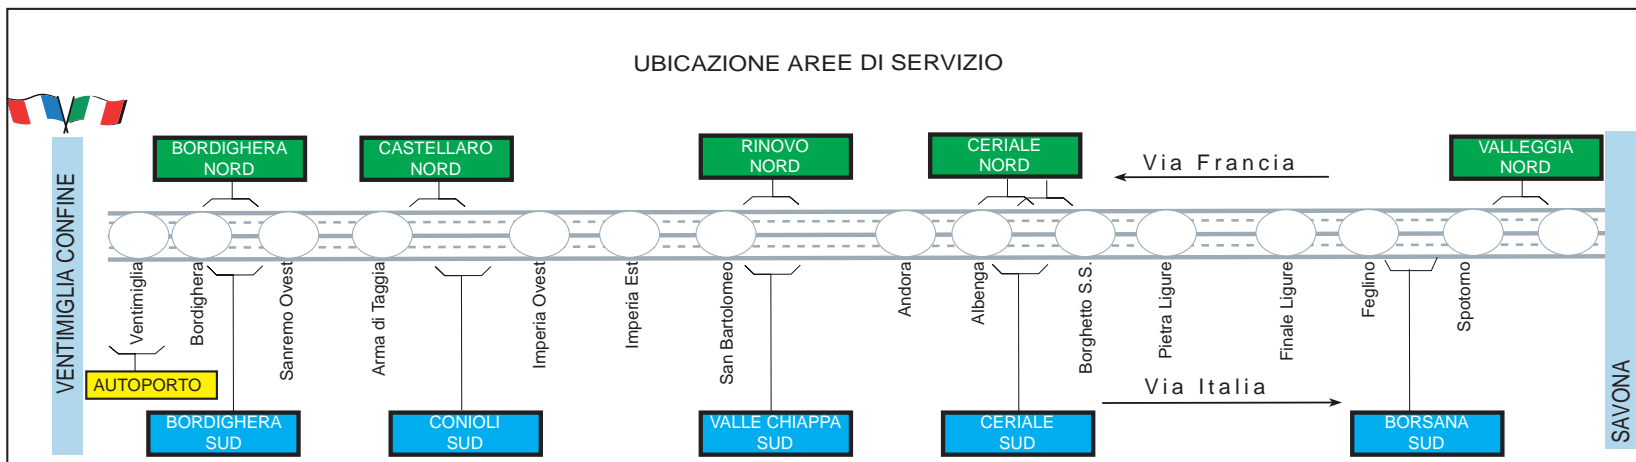 UBICAZIONE AREE DI SERVIZIO
VENTIMIGLIA CONFINE
BORDIGHERA
NORD
CASTELLARO
NORD
RINOVO
NORD
CERIALE
NORD
Via Francia
VALLEGGIA
NORD
Ventimiglia
Bordighera
Sanremo Ovest
Arma di Taggia
Imperia Ovest
Imperia Est
San Bartolomeo
Andora
Albenga
Borghetto S.S.
Pietra Ligure
Finale Ligure
Feglino
Spotorno
AUTOPORTO
Via Italia
BORDIGHERA
SUD
CONIOLI
SUD
VALLE CHIAPPA
SUD
CERIALE
SUD
BORSANA
SUD
SAVONA